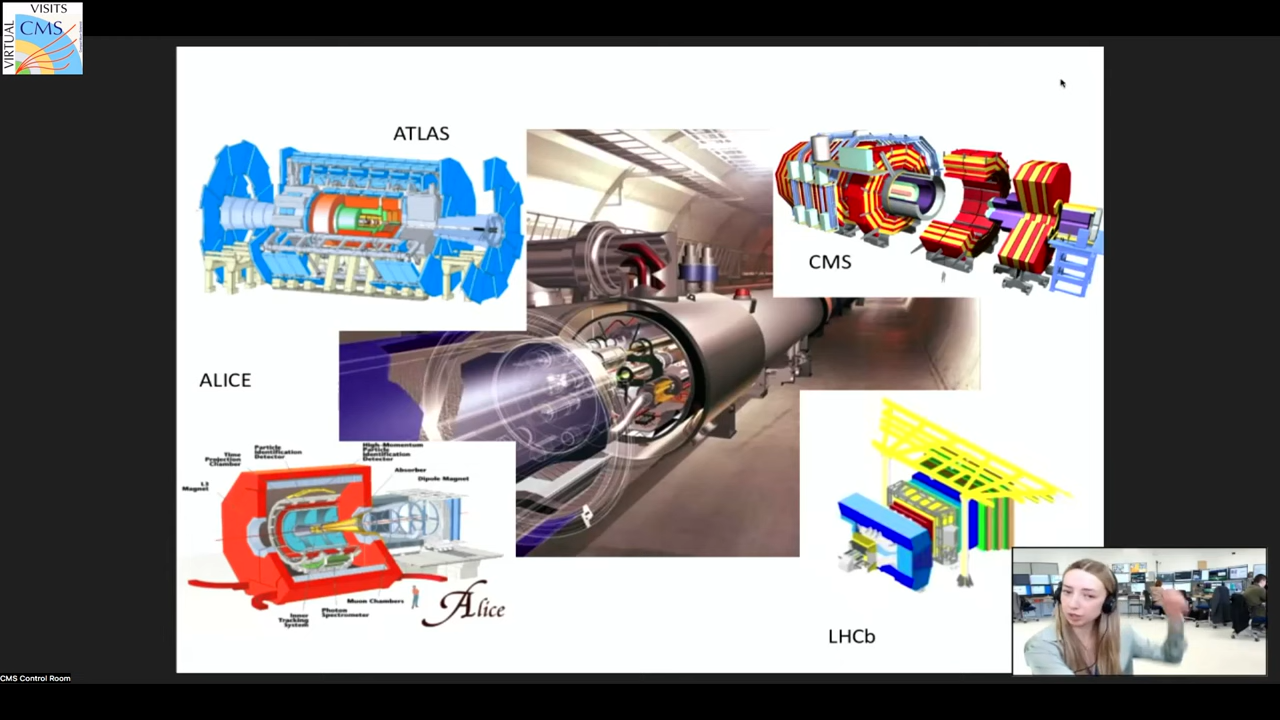 VISITS
CMS
VIRTUAL
ATLAS
CMS
ALICE
Time
Projection
Chamber
Particle
Identification
Detector
High-Momentum
Particle
Identification
Detector
Absorber
Dipole Magnet
L3
Magnet
Muon Chambers
Photon
Spectrometer
Inner
Tracking
System
Alice
LHCb
CMS Control Room